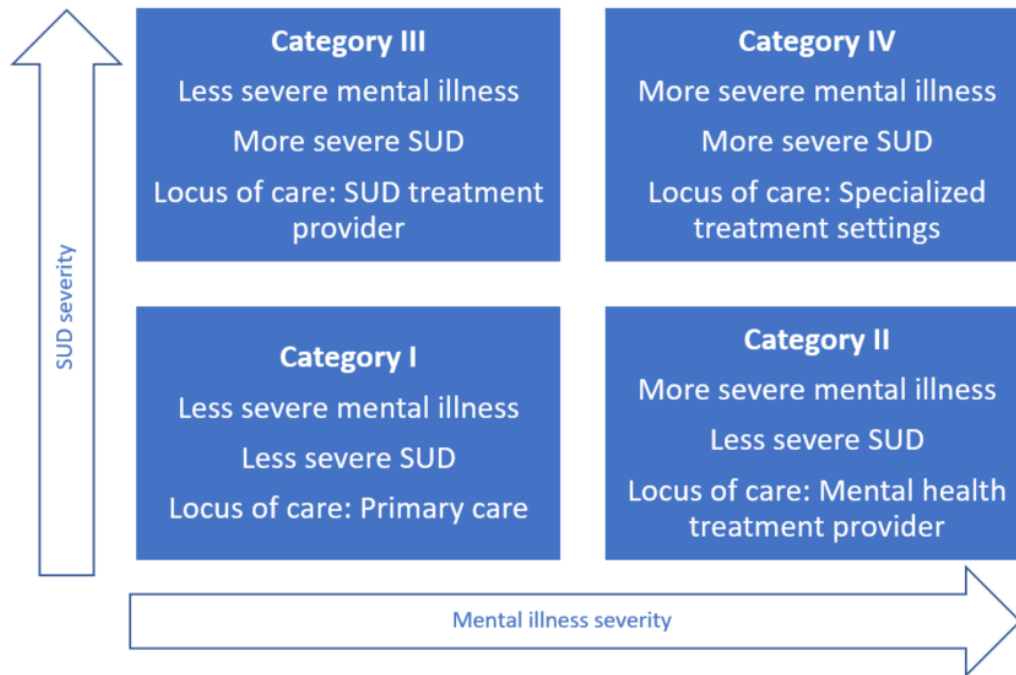 Category III
Less severe mental illness
More severe SUD
Locus of care: SUD treatment
provider
Category IV
More severe mental illness
More severe SUD
Locus of care: Specialized
treatment settings
SUD severity
Category I
Less severe mental illness
Less severe SUD
Locus of care: Primary care
Category II
More severe mental illness
Less severe SUD
Locus of care: Mental health
treatment provider
Mental illness severity